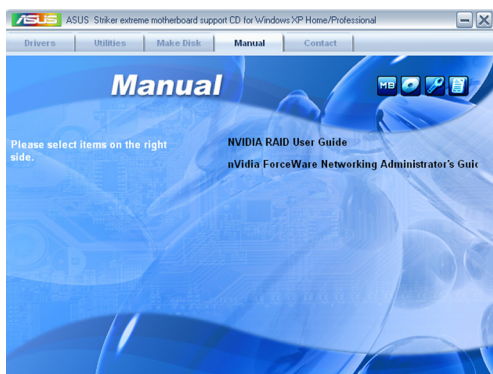 ASUS ASUS Striker extreme motherboard support CD for Windows XP Home/Professional
Drivers Utilities Make Disk Manual Contact
Manual
MB
Please select items on the right
side.
NVIDIA RAID User Guide
nVidia ForceWare Networking Administrator's Guid